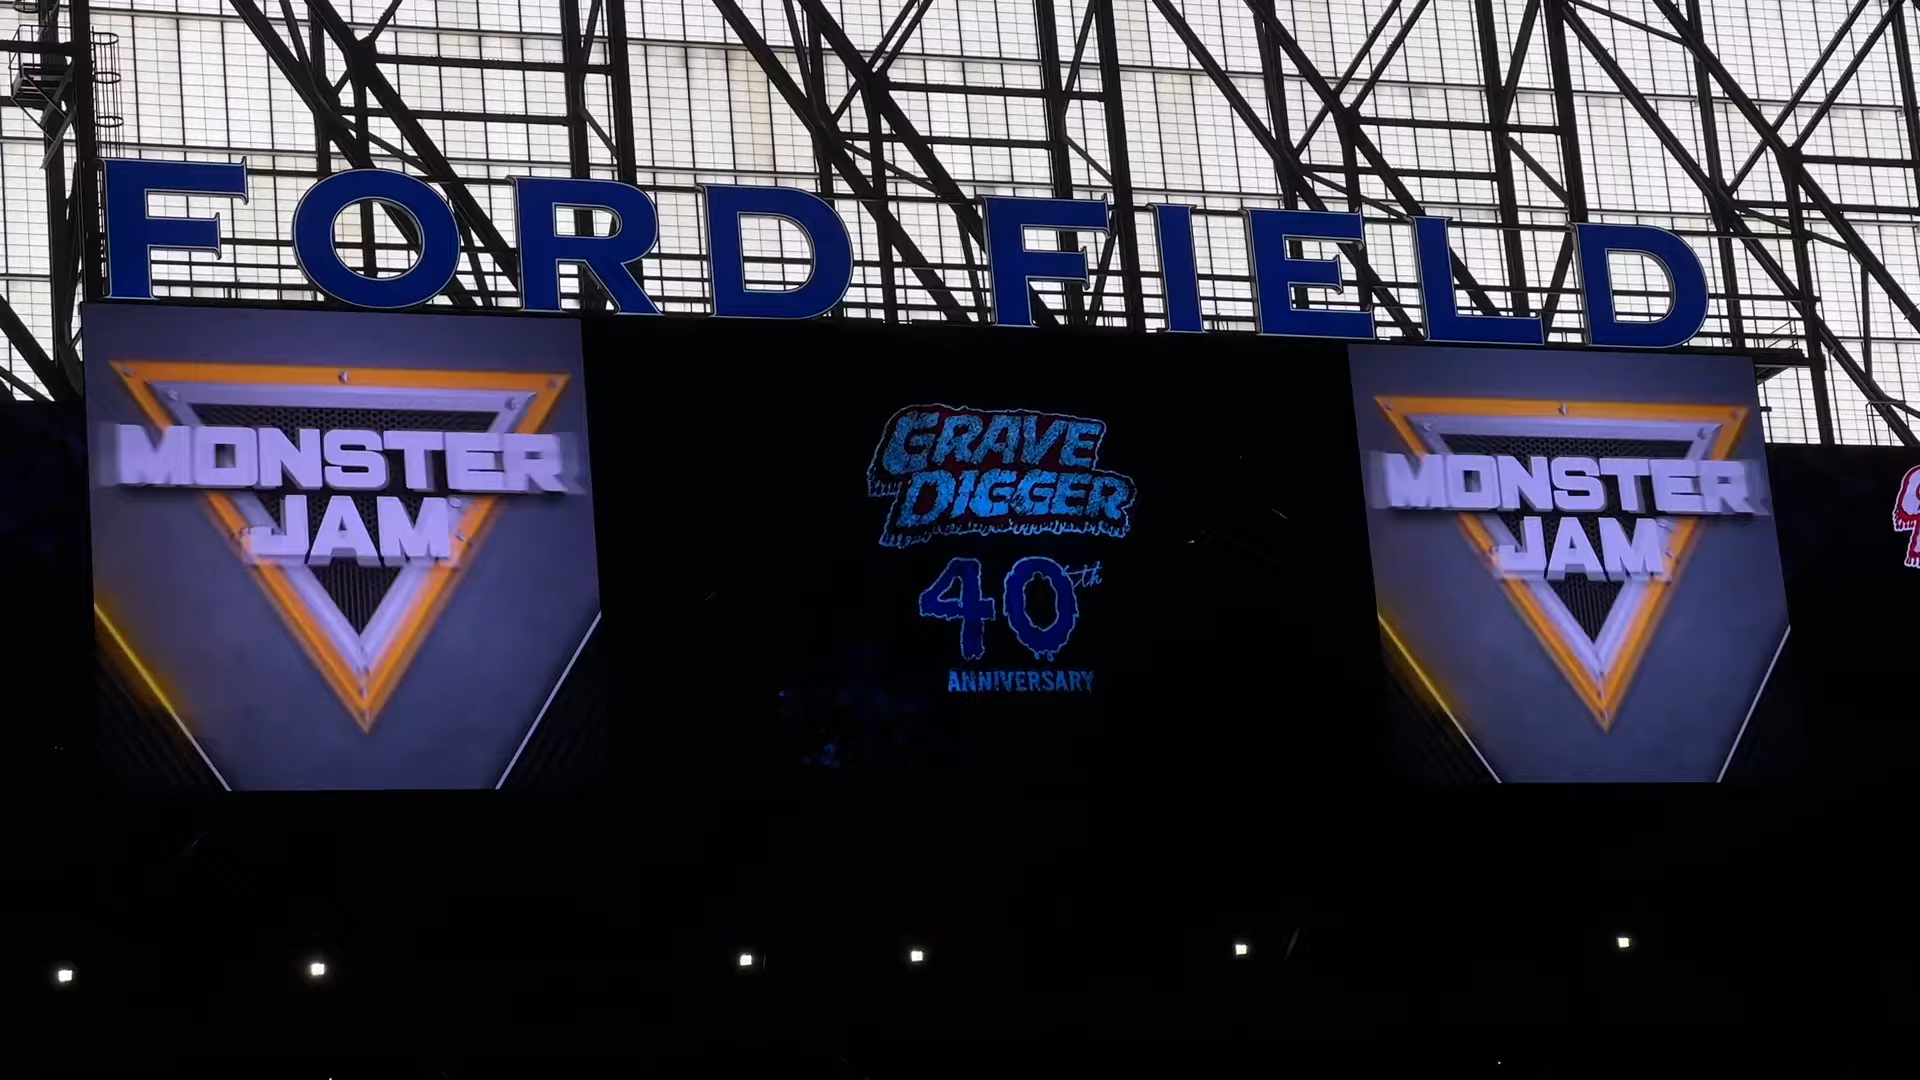 FORD FIELD
MONSTER
JAM
GRAVE
DIGGER
40th
ANNIVERSARY
MONSTER
JAM